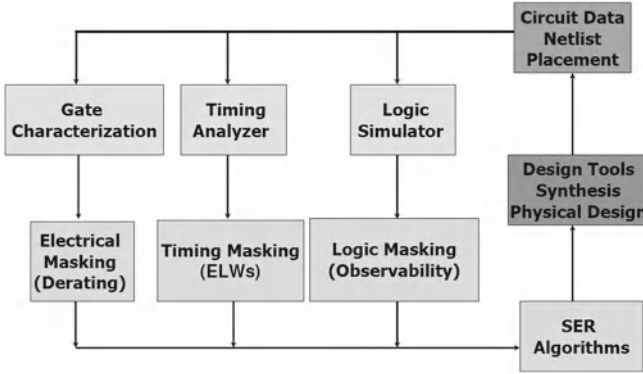 Circuit Data
Netlist
Placement
Gate
Characterization
Timing
Analyzer
Logic
Simulator
Design Tools
Synthesis
Physical Design
Electrical
Masking
(Derating)
Timing Masking
(ELWs)
Logic Masking
(Observability)
SER
Algorithms